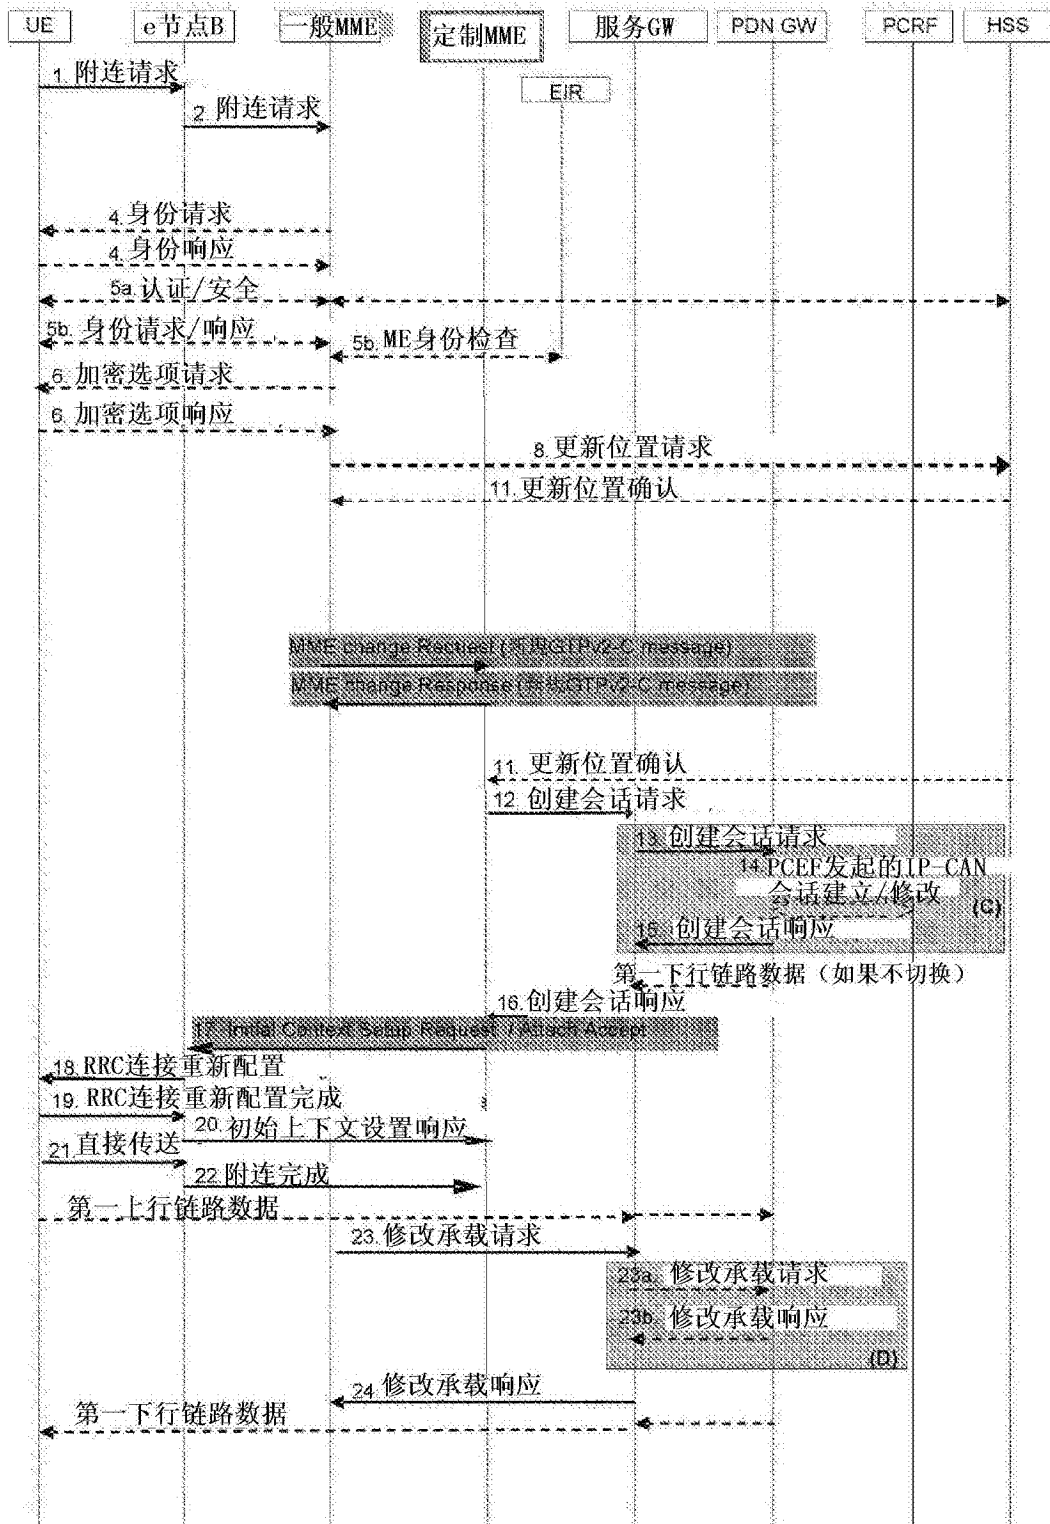 UE
e节点B
一般MME
定制MME
服务GW
PDN GW
PCRF
HSS
EIR
1. 附连请求
2. 附连请求
4. 身份请求
4. 身份响应
5a. 认证/安全
5b. 身份请求/响应
5b. ME身份检查
6. 加密选项请求
6. 加密选项响应
8. 更新位置请求
11. 更新位置确认
MME change Request ( GTPv2-C message)
MME change Response ( GTPv2-C message)
11. 更新位置确认
12. 创建会话请求
13. 创建会话请求
14. PCEF发起的IP-CAN
会话建立/修改
(C)
15. 创建会话响应
第一下行链路数据（如果不切换）
16. 创建会话响应
17. Initial Context Setup Request / Attach Accept
18. RRC连接重新配置
19. RRC连接重新配置完成
20. 初始上下文设置响应
21. 直接传送
22. 附连完成
第一上行链路数据
23. 修改承载请求
23a. 修改承载请求
23b. 修改承载响应
(D)
24. 修改承载响应
第一下行链路数据